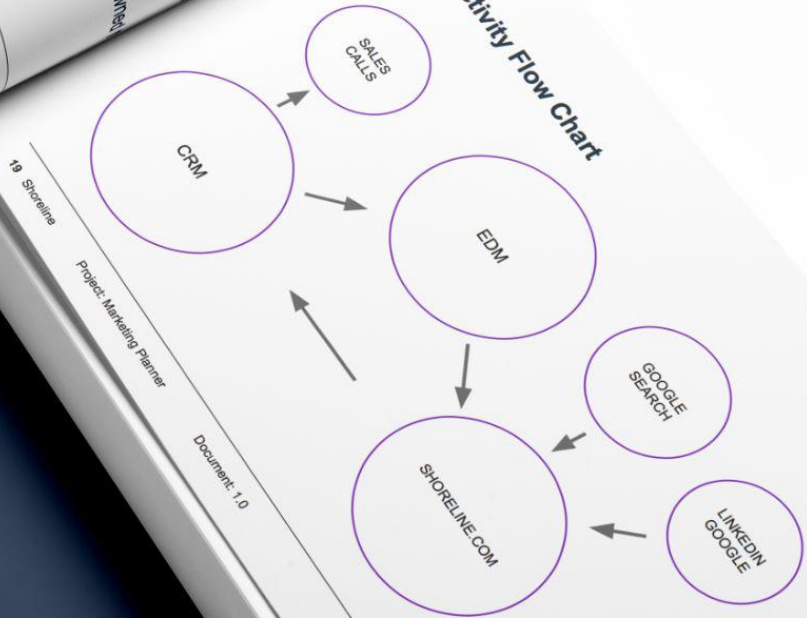 tivity Flow Chart
SALES
CALLS
CRM
EDM
GOOGLE
SEARCH
SHORELINE.COM
LINKEDIN
GOOGLE
19 Shoreline
Project: Marketing Planner
Document: 1.0